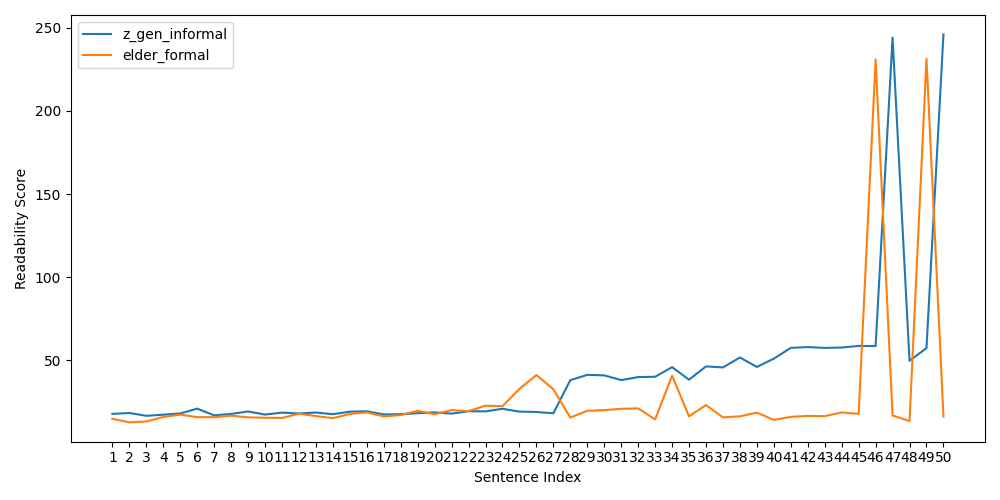 z_gen_informal
elder_formal
250
200
150
100
50
Readability Score
1 2 3 4 5 6 7 8 9 10 11 12 13 14 15 16 17 18 19 20 21 22 23 24 25 26 27 28 29 30 31 32 33 34 35 36 37 38 39 40 41 42 43 44 45 46 47 48 49 50
Sentence Index